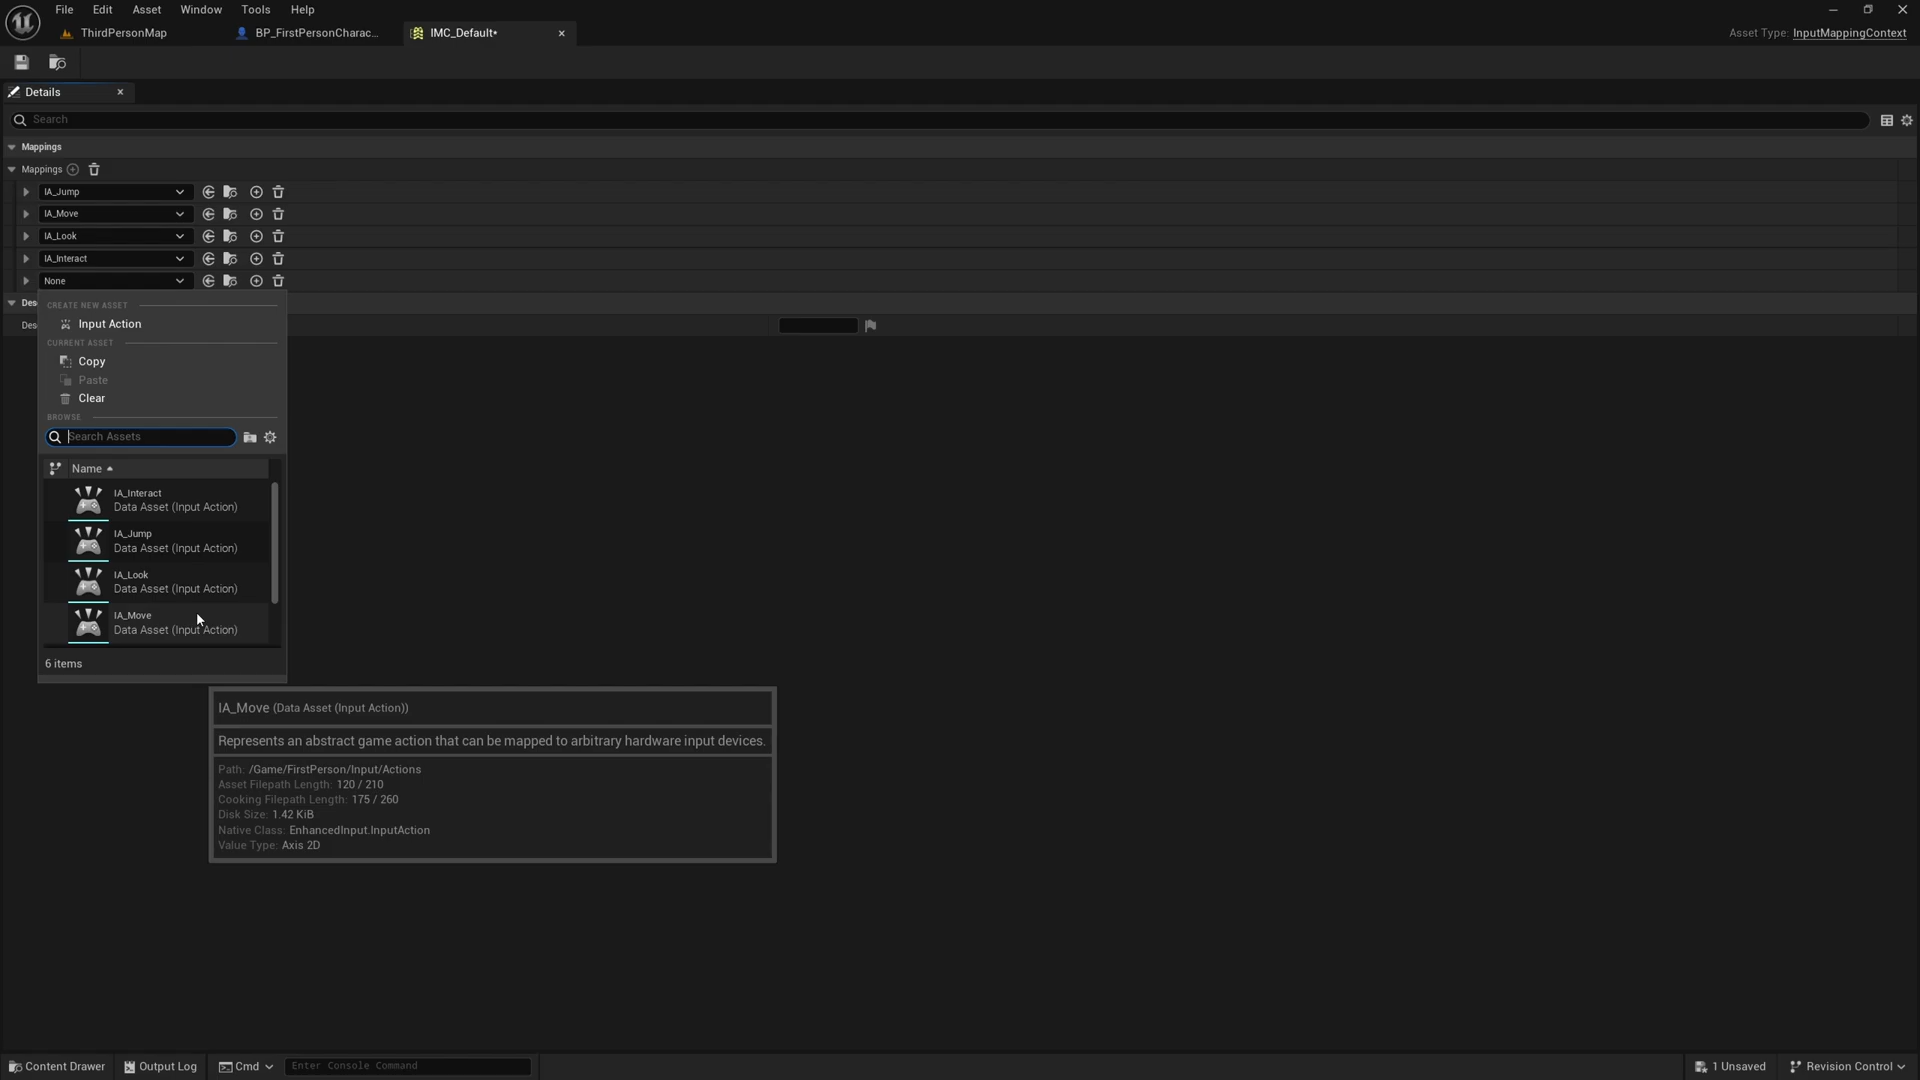 File Edit Asset Window Tools Help
ThirdPersonMap BP_FirstPersonCharac... IMC_Default* Asset Type: InputMappingContext
Details
Search
Mappings
Mappings
IA_Jump
IA_Move
IA_Look
IA_Interact
None
CREATE NEW ASSET
Des
Input Action
Des
CURRENT ASSET
Copy
Paste
Clear
BROWSE
Search Assets
Name
IA_Interact
Data Asset (Input Action)
IA_Jump
Data Asset (Input Action)
IA_Look
Data Asset (Input Action)
IA_Move
Data Asset (Input Action)
6 items
IA_Move (Data Asset (Input Action))
Represents an abstract game action that can be mapped to arbitrary hardware input devices.
Path: /Game/FirstPerson/Input/Actions
Asset Filepath Length: 120 / 210
Cooking Filepath Length: 175 / 260
Disk Size: 1.42 KiB
Native Class: EnhancedInput.InputAction
Value Type: Axis 2D
Content Drawer Output Log Cmd Enter Console Command 1 Unsaved Revision Control